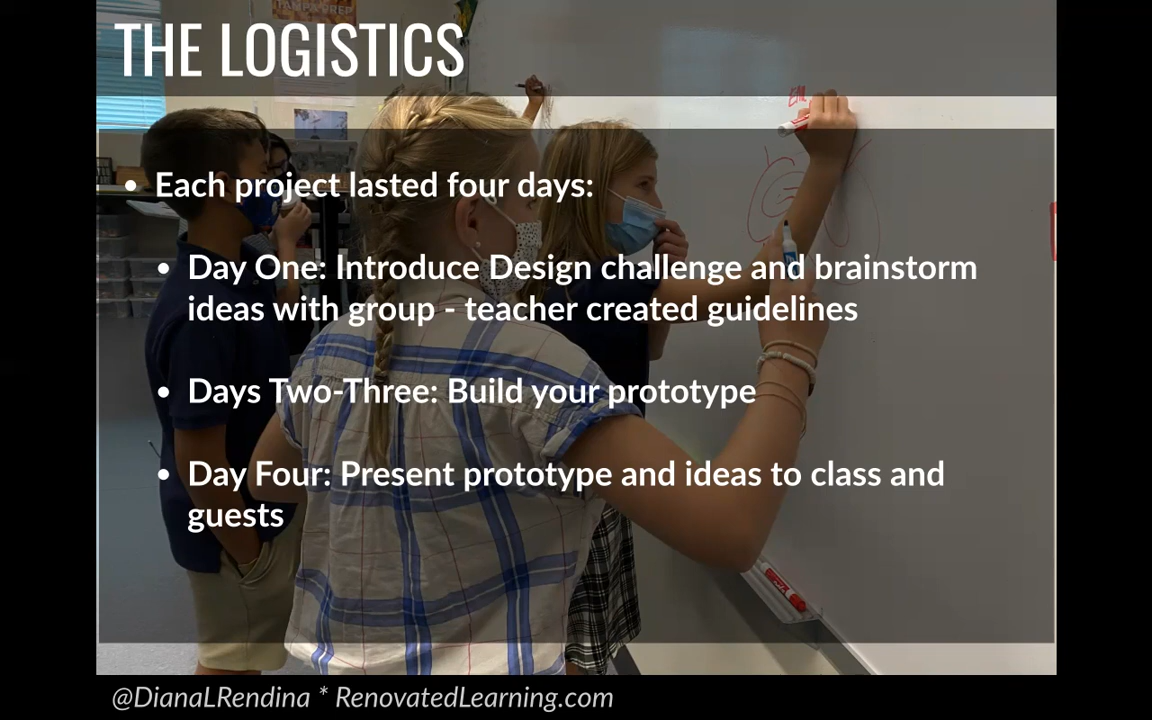 THE LOGISTICS
TAMPA PREP
• Each project lasted four days:
• Day One: Introduce Design challenge and brainstorm
ideas with group - teacher created guidelines
• Days Two-Three: Build your prototype
• Day Four: Present prototype and ideas to class and
guests
@DianaLRendina * RenovatedLearning.com